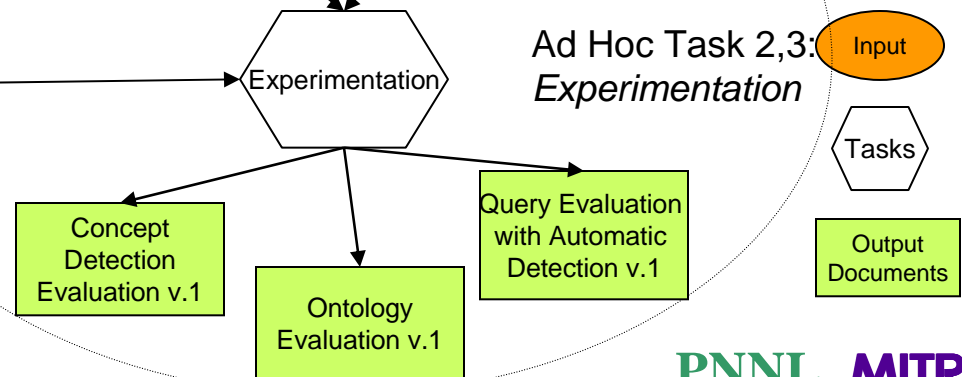 Ad Hoc Task 2,3:
Experimentation
Input
Experimentation
Tasks
Concept
Detection
Evaluation v.1
Ontology
Evaluation v.1
Query Evaluation
with Automatic
Detection v.1
Output
Documents
PNNL